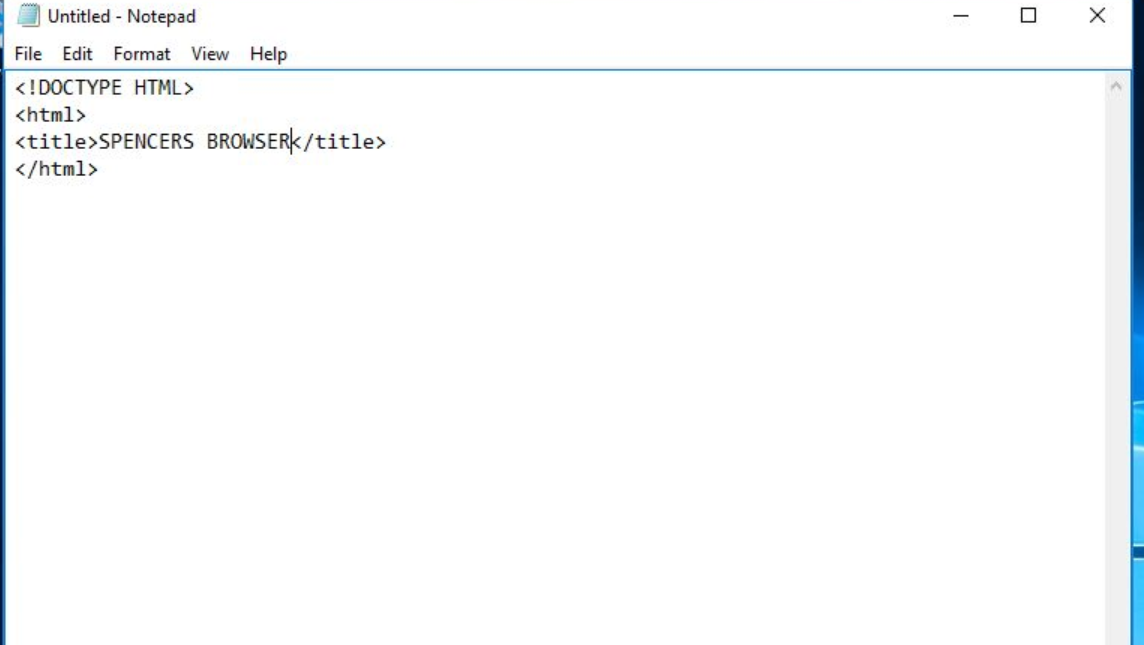 Untitled - Notepad
File Edit Format View Help
<!DOCTYPE HTML>
<html>
<title>SPENCERS BROWSER</title>
</html>